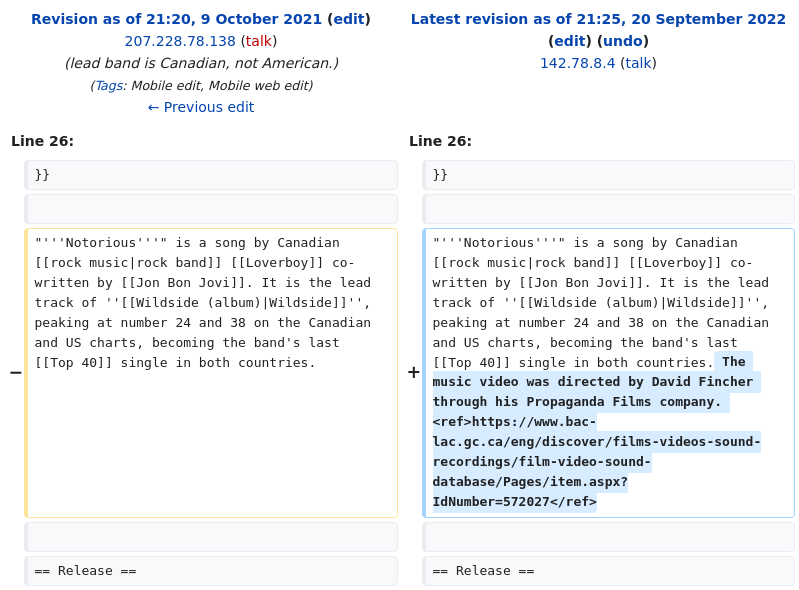 Revision as of 21:20, 9 October 2021 (edit)
207.228.78.138 (talk)
(lead band is Canadian, not American.)
(Tags: Mobile edit, Mobile web edit)
← Previous edit
Latest revision as of 21:25, 20 September 2022
(edit) (undo)
142.78.8.4 (talk)
Line 26:
Line 26:
}}
}}
"'''Notorious'''" is a song by Canadian
[[rock music|rock band]] [[Loverboy]] co-
written by [[Jon Bon Jovi]]. It is the lead
track of ''[[Wildside (album)|Wildside]]'',
peaking at number 24 and 38 on the Canadian
and US charts, becoming the band's last
[[Top 40]] single in both countries.
−
+
"'''Notorious'''" is a song by Canadian
[[rock music|rock band]] [[Loverboy]] co-
written by [[Jon Bon Jovi]]. It is the lead
track of ''[[Wildside (album)|Wildside]]'',
peaking at number 24 and 38 on the Canadian
and US charts, becoming the band's last
[[Top 40]] single in both countries. The
music video was directed by David Fincher
through his Propaganda Films company.
<ref>https://www.bac-
lac.gc.ca/eng/discover/films-videos-sound-
recordings/film-video-sound-
database/Pages/item.aspx?
IdNumber=572027</ref>
== Release ==
== Release ==